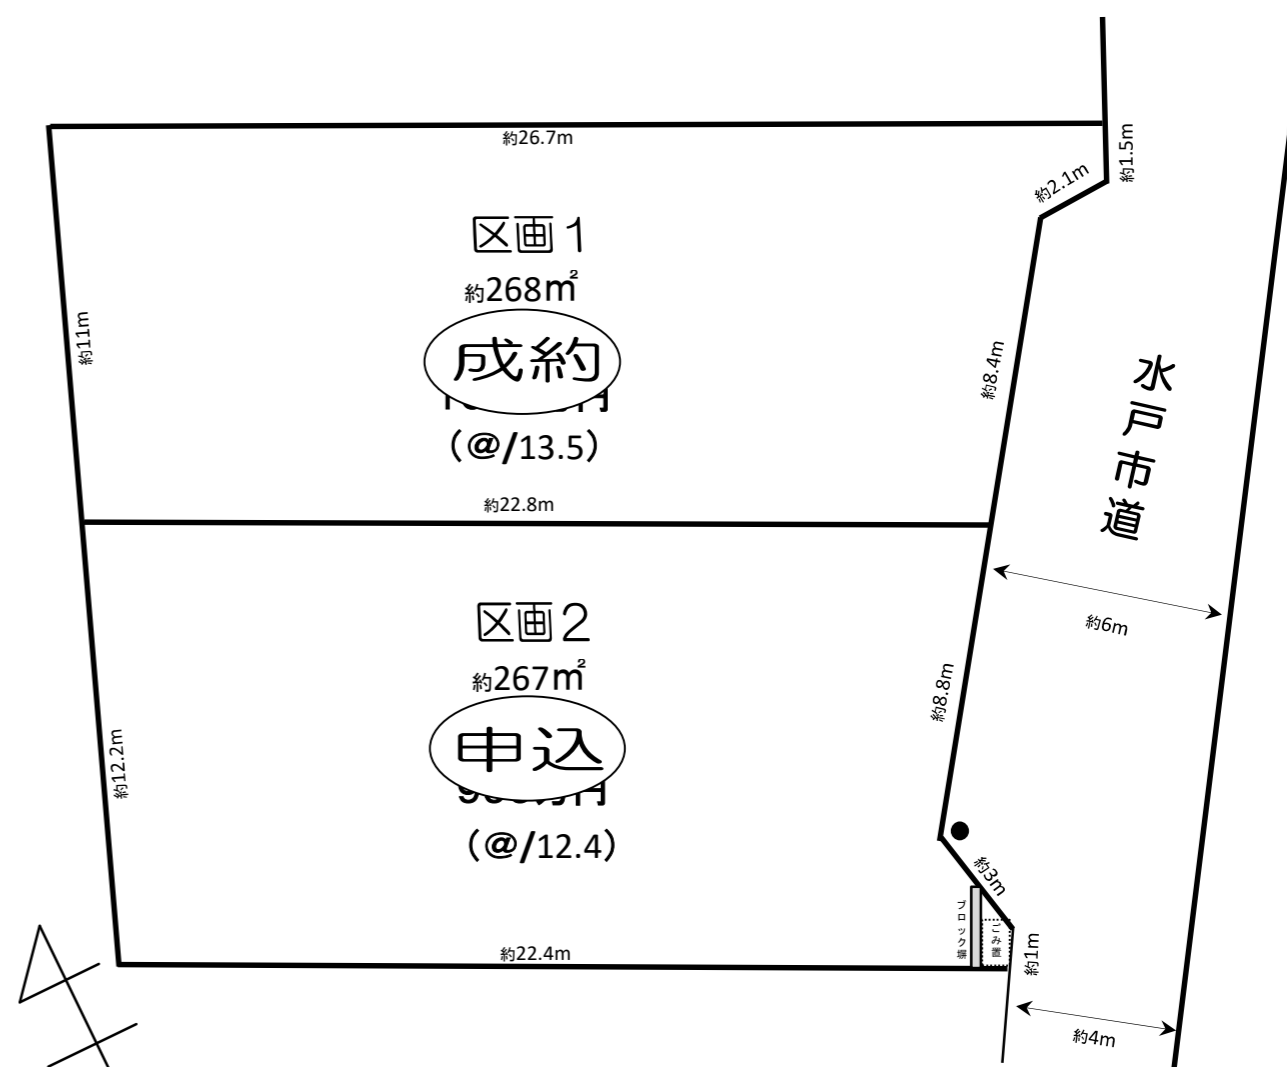 約26.7m
約1.5m
約2.1m
区画１
約268㎡
成約
（@/13.5）
約11m
約8.4m
水戸市道
約22.8m
約6m
区画２
約267㎡
申込
（@/12.4）
約12.2m
約8.8m
約3m
ブロック塀
ごみ置
約1m
約22.4m
約4m